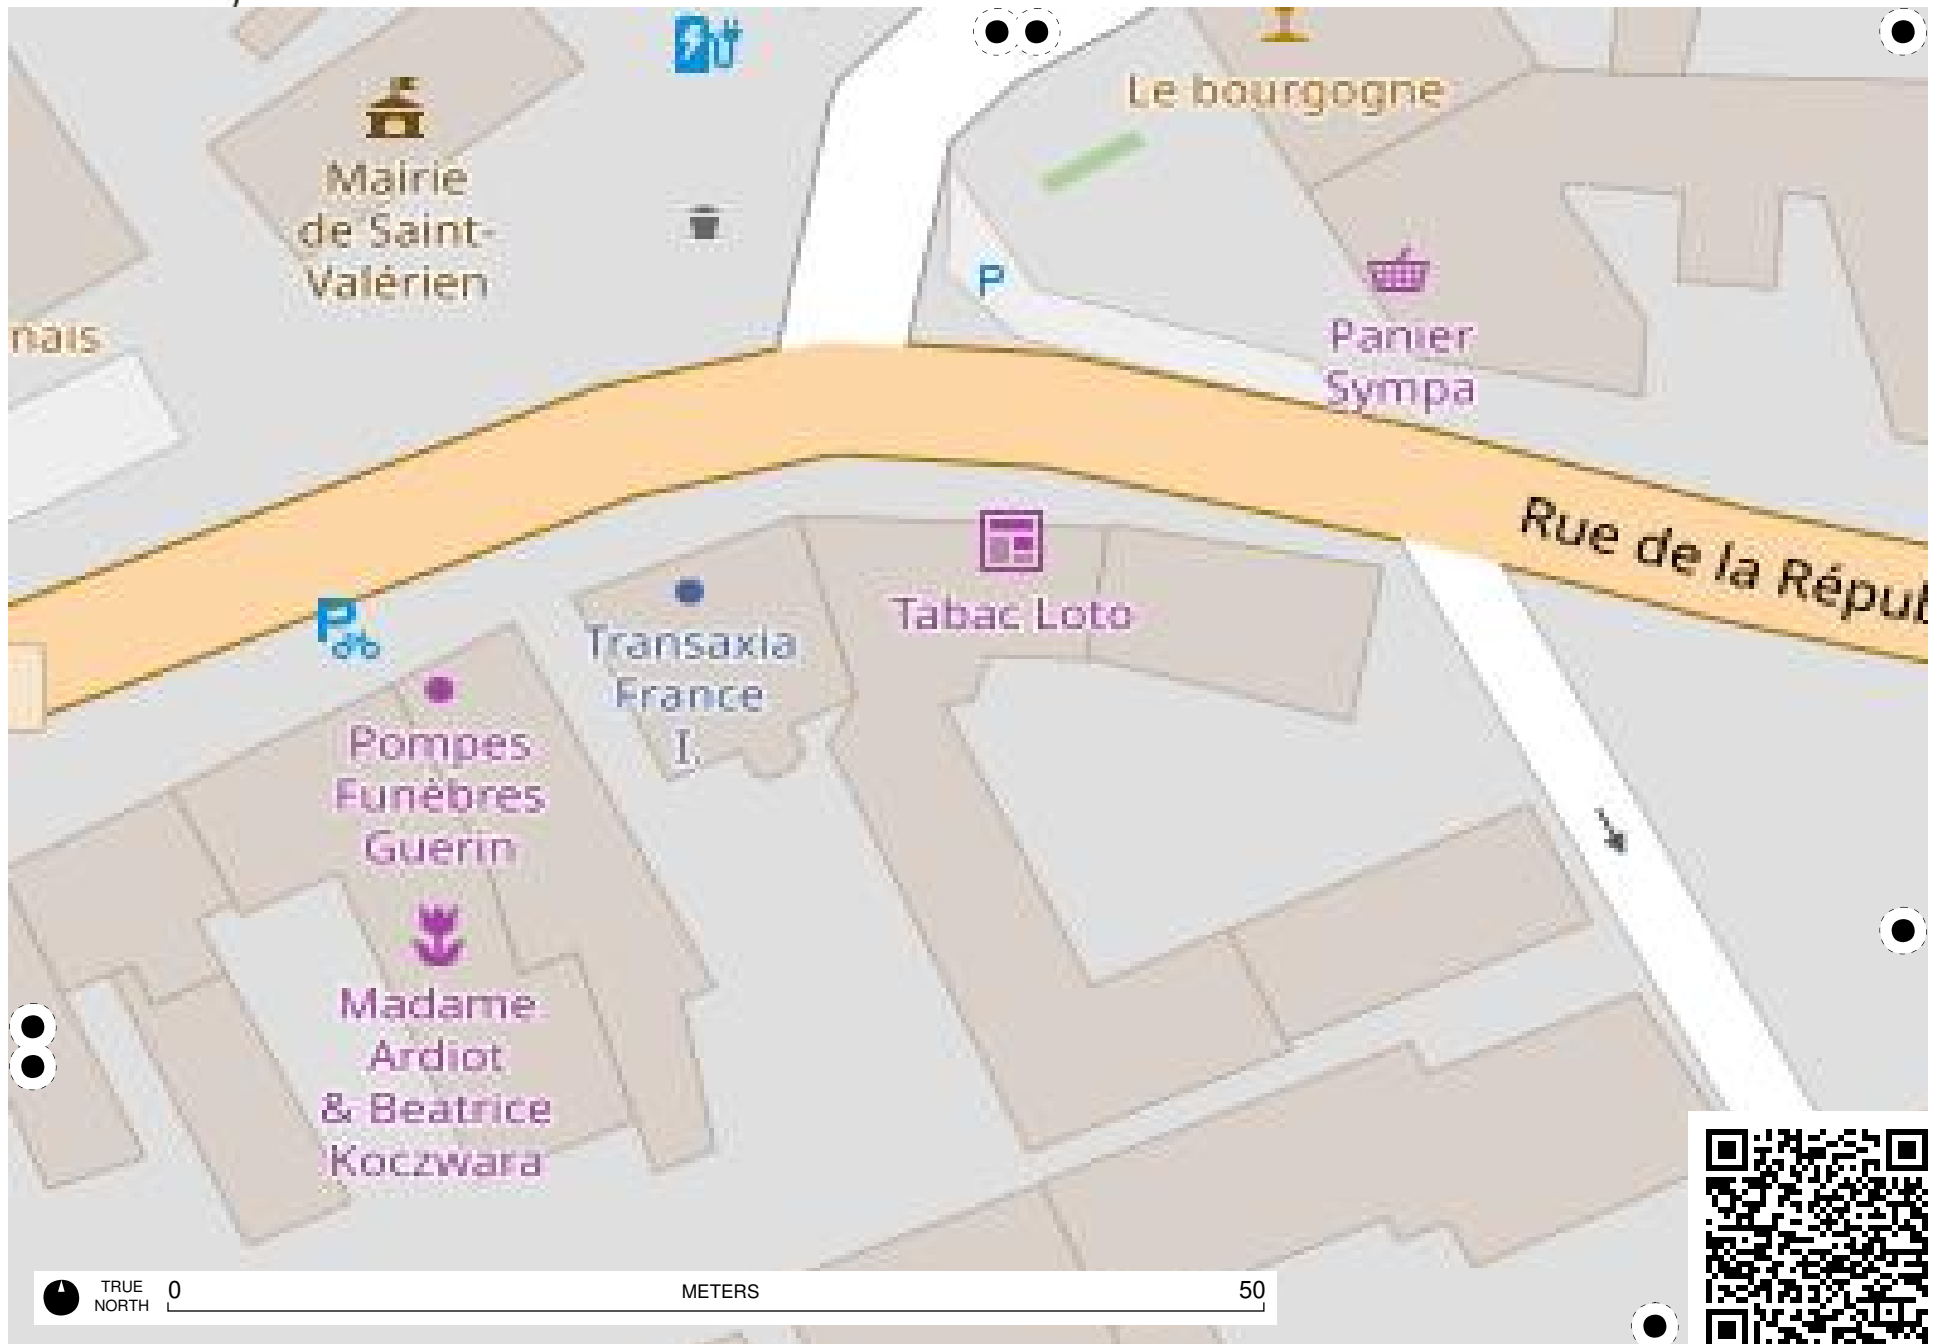 Le bourgogne
Mairie
de Saint-
Valérien
P
nais
Panier
Sympa
Rue de la Répub
Tabac Loto
P
Transaxia
France
I.
Pompes
Funèbres
Guerin
Madame
Ardiot
& Beatrice
Koczwara
TRUE
NORTH
0
METERS
50